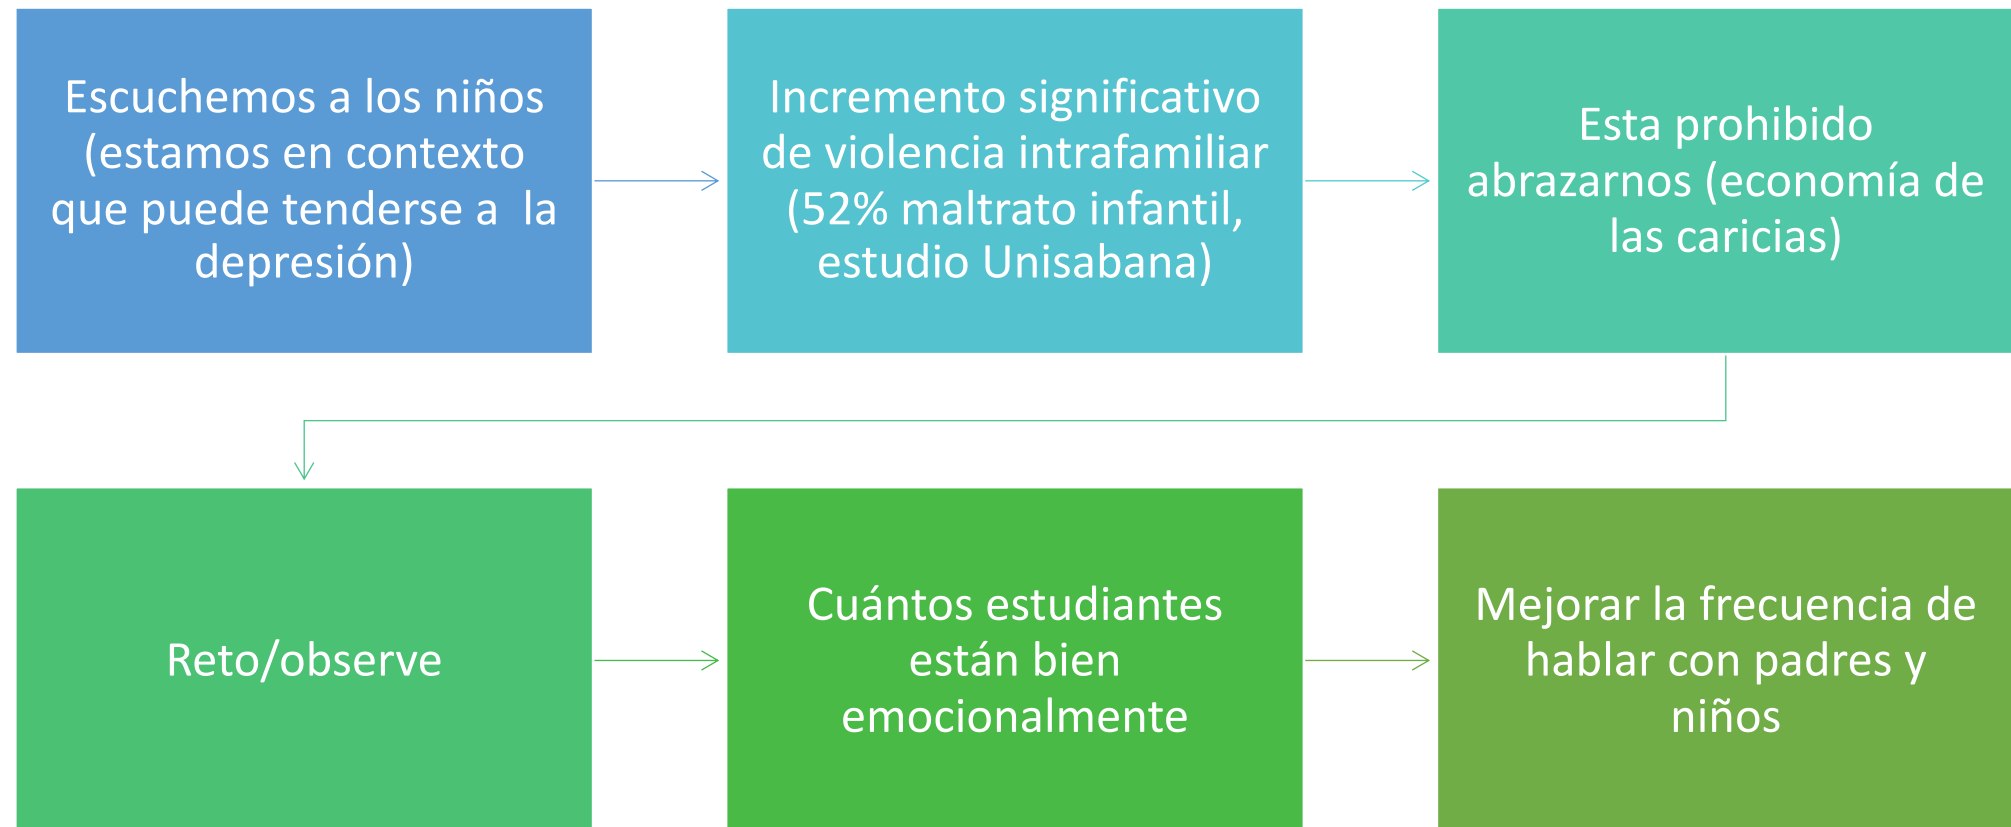 Escuchemos a los niños
(estamos en contexto
que puede tenderse a  la
depresión)
Incremento significativo
de violencia intrafamiliar
(52% maltrato infantil,
estudio Unisabana)
Esta prohibido
abrazarnos (economía de
las caricias)
Reto/observe
Cuántos estudiantes
están bien
emocionalmente
Mejorar la frecuencia de
hablar con padres y
niños